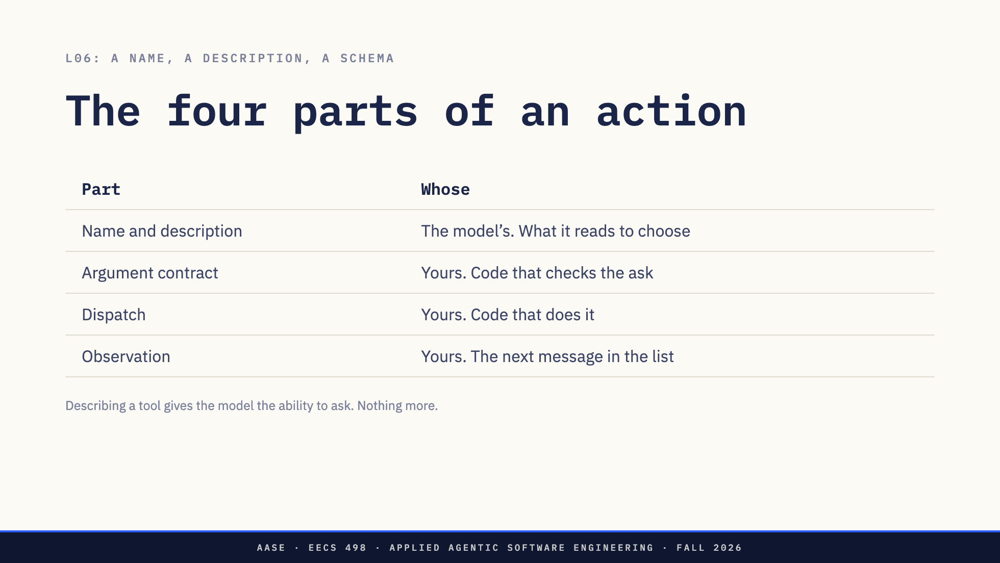 L06: A NAME, A DESCRIPTION, A SCHEMA
The four parts of an action
Part Whose
Name and description The model’s. What it reads to choose
Argument contract Yours. Code that checks the ask
Dispatch Yours. Code that does it
Observation Yours. The next message in the list
Describing a tool gives the model the ability to ask. Nothing more.
AASE · EECS 498 · APPLIED AGENTIC SOFTWARE ENGINEERING · FALL 2026